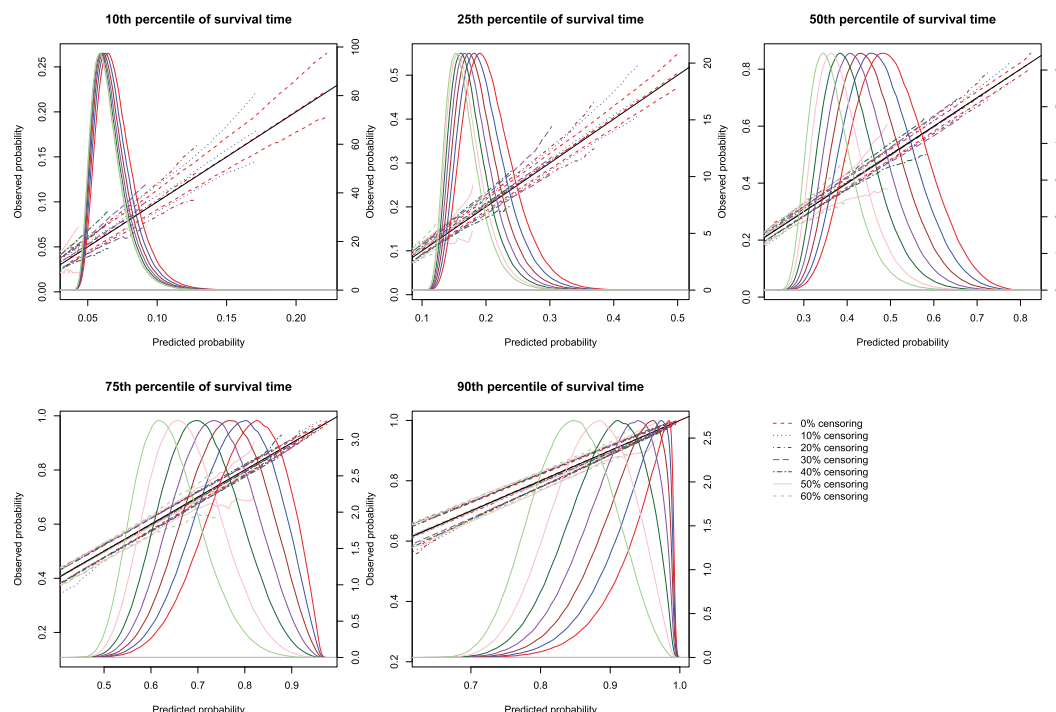 10th percentile of survival time
0.00 0.05 0.10 0.15 0.20 0.25
Observed probability
0 20 40 60 80 100
0.05 0.10 0.15 0.20
Predicted probability
25th percentile of survival time
0.0 0.1 0.2 0.3 0.4 0.5
Observed probability
0 5 10 15 20
0.1 0.2 0.3 0.4 0.5
Predicted probability
50th percentile of survival time
0.0 0.2 0.4 0.6 0.8
Observed probability
0.3 0.4 0.5 0.6 0.7 0.8
Predicted probability
75th percentile of survival time
0.2 0.4 0.6 0.8 1.0
Observed probability
0.0 0.5 1.0 1.5 2.0 2.5 3.0
0.5 0.6 0.7 0.8 0.9
Predicted probability
90th percentile of survival time
0.2 0.4 0.6 0.8 1.0
Observed probability
0.0 0.5 1.0 1.5 2.0 2.5
0.7 0.8 0.9 1.0
Predicted probability
0% censoring
10% censoring
20% censoring
30% censoring
40% censoring
50% censoring
60% censoring